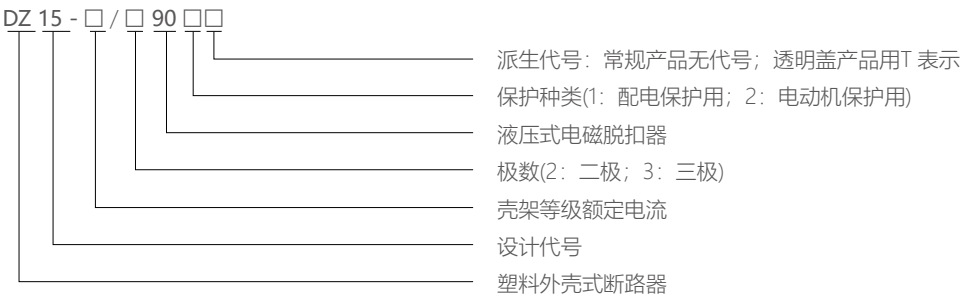 DZ 15 - □ / □ 90 □□
派生代号：常规产品无代号；透明盖产品用T 表示
保护种类(1：配电保护用；2：电动机保护用)
液压式电磁脱扣器
极数(2：二极；3：三极)
壳架等级额定电流
设计代号
塑料外壳式断路器